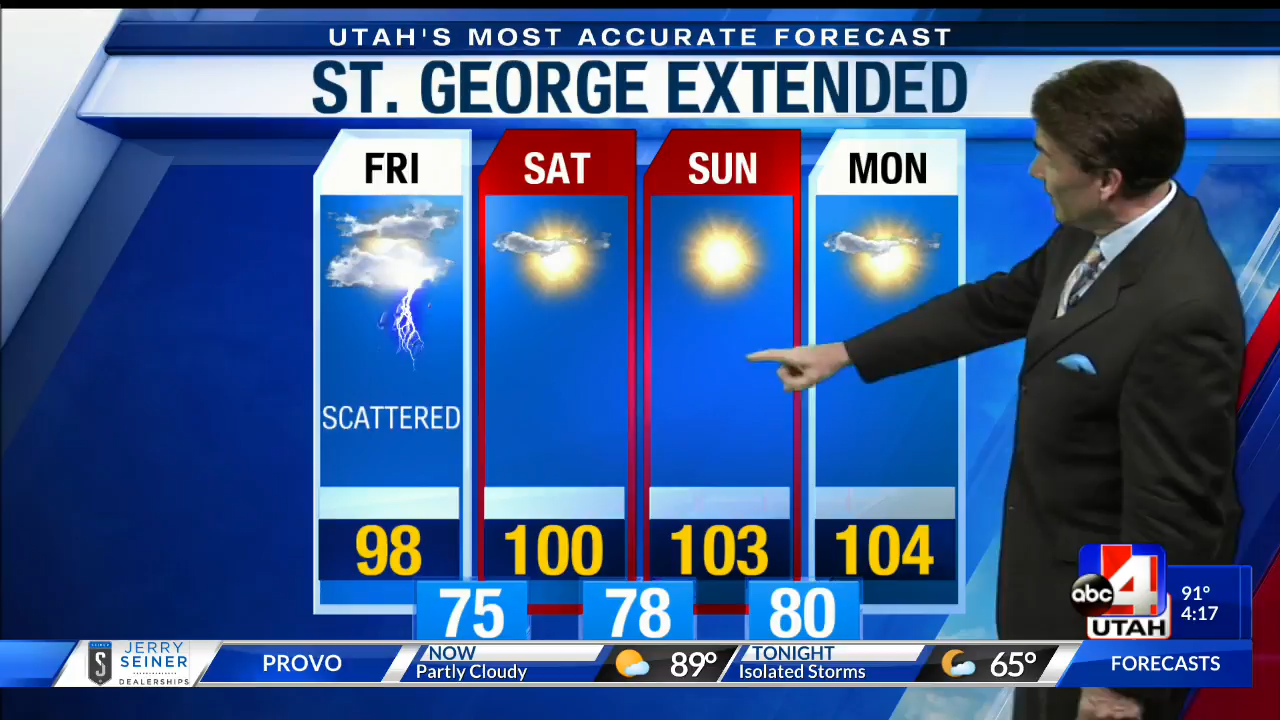 UTAH'S MOST ACCURATE FORECAST
ST. GEORGE EXTENDED
FRI SAT SUN MON
SCATTERED
98 100 103 104
75 78 80
abc 4
UTAH
91°
4:17
SEINER
S
JERRY
SEINER
DEALERSHIPS
PROVO
NOW
Partly Cloudy
89°
TONIGHT
Isolated Storms
65°
FORECASTS